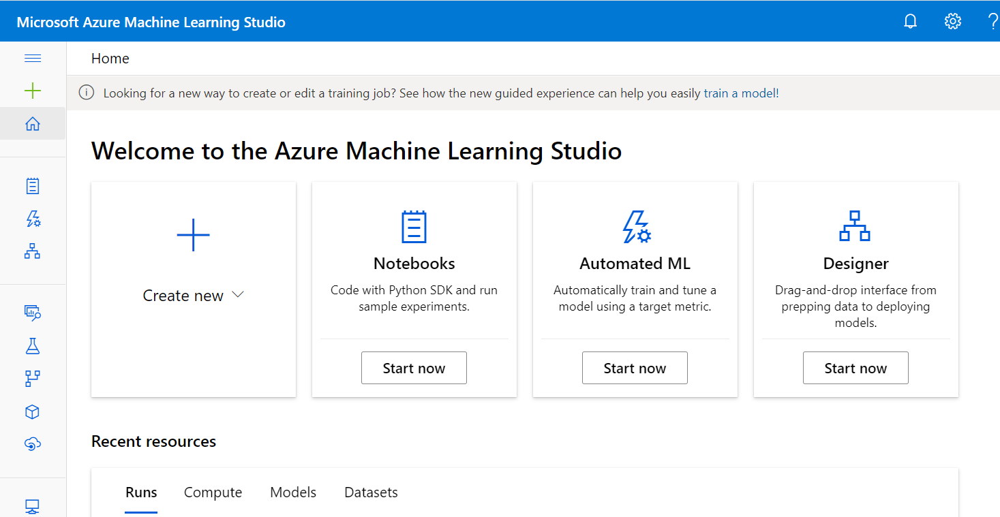 Microsoft Azure Machine Learning Studio
?
Home
Looking for a new way to create or edit a training job? See how the new guided experience can help you easily train a model!
Welcome to the Azure Machine Learning Studio
Create new
Notebooks
Code with Python SDK and run
sample experiments.
Start now
Automated ML
Automatically train and tune a
model using a target metric.
Start now
Designer
Drag-and-drop interface from
prepping data to deploying
models.
Start now
Recent resources
Runs Compute Models Datasets